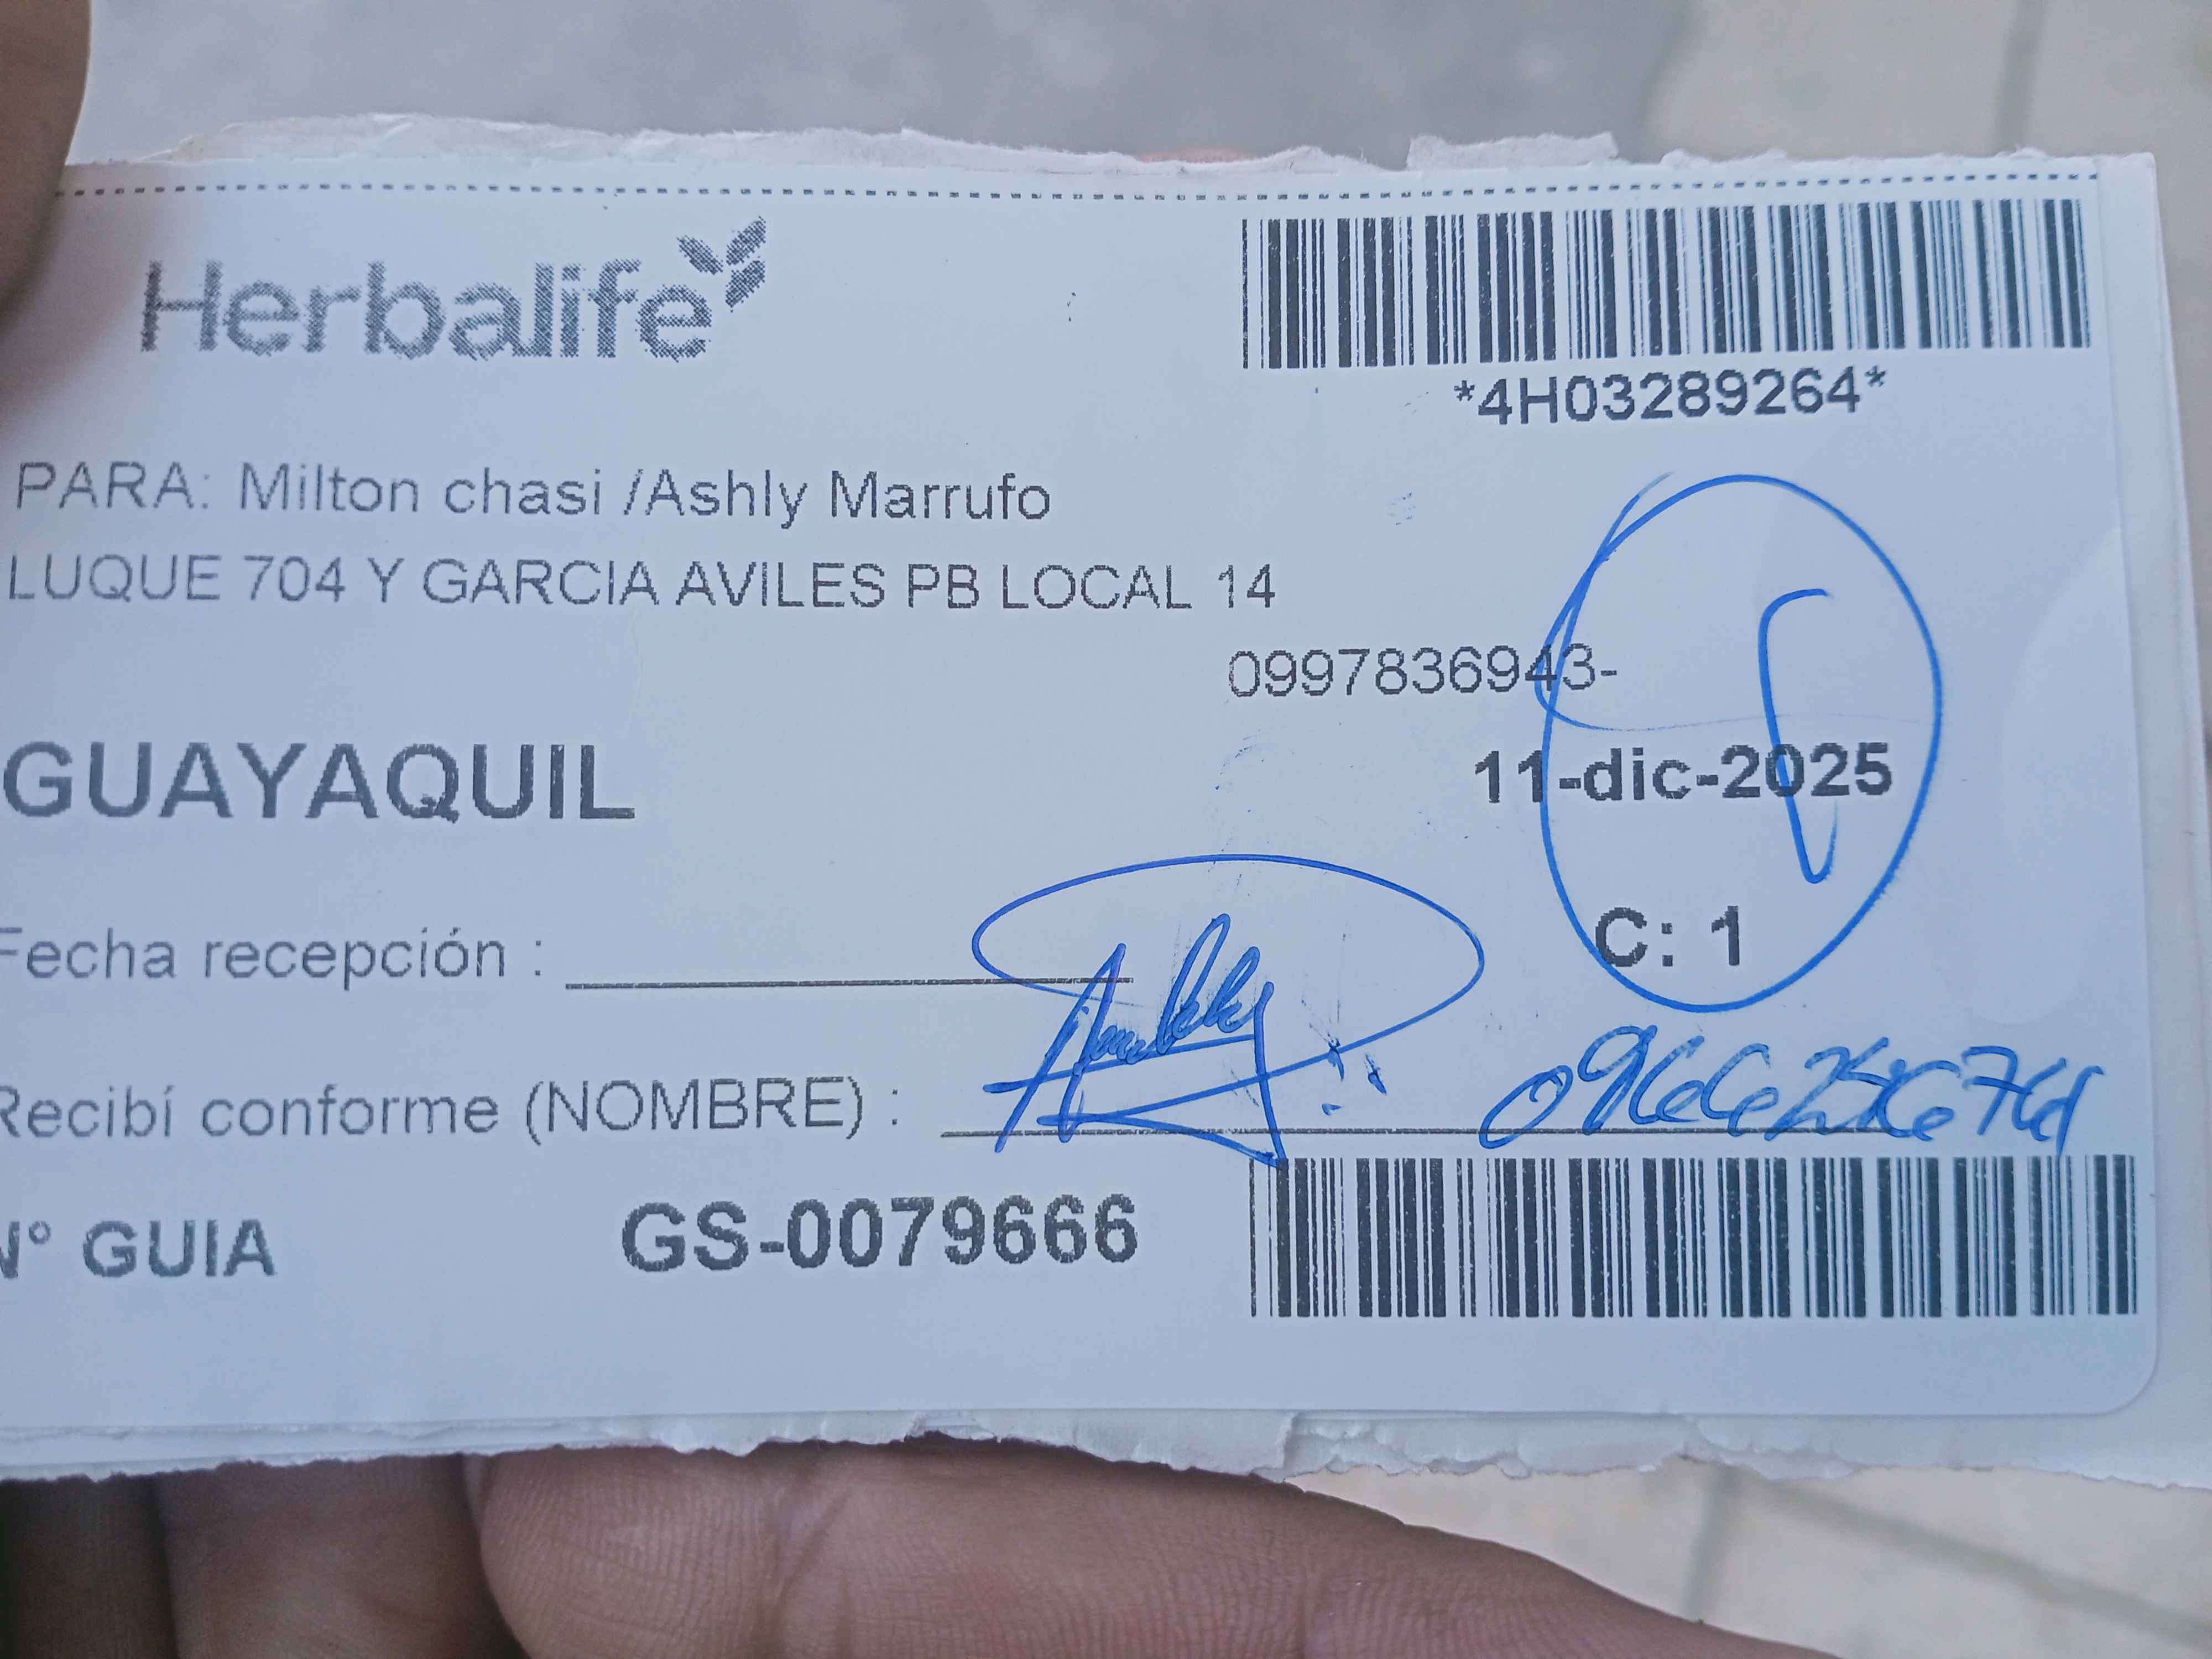 Herbalife
*4H03289264*
PARA: Milton chasi /Ashly Marrufo
LUQUE 704 Y GARCIA AVILES PB LOCAL 14
0997836943-
GUAYAQUIL
11-dic-2025
C: 1
Fecha recepción :
Recibí conforme (NOMBRE) :
N° GUIA GS-0079666